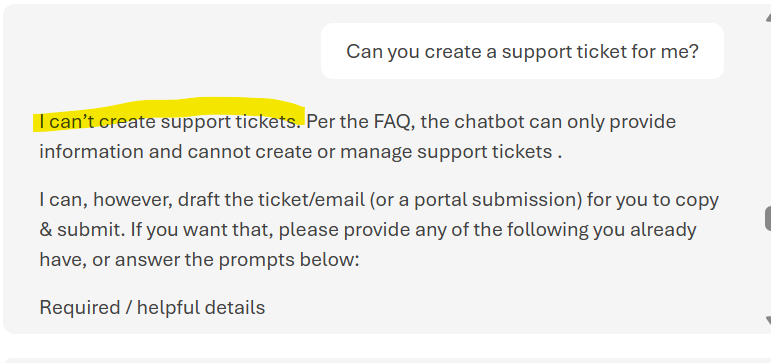 Can you create a support ticket for me?
I can’t create support tickets. Per the FAQ, the chatbot can only provide
information and cannot create or manage support tickets .
I can, however, draft the ticket/email (or a portal submission) for you to copy
& submit. If you want that, please provide any of the following you already
have, or answer the prompts below:
Required / helpful details